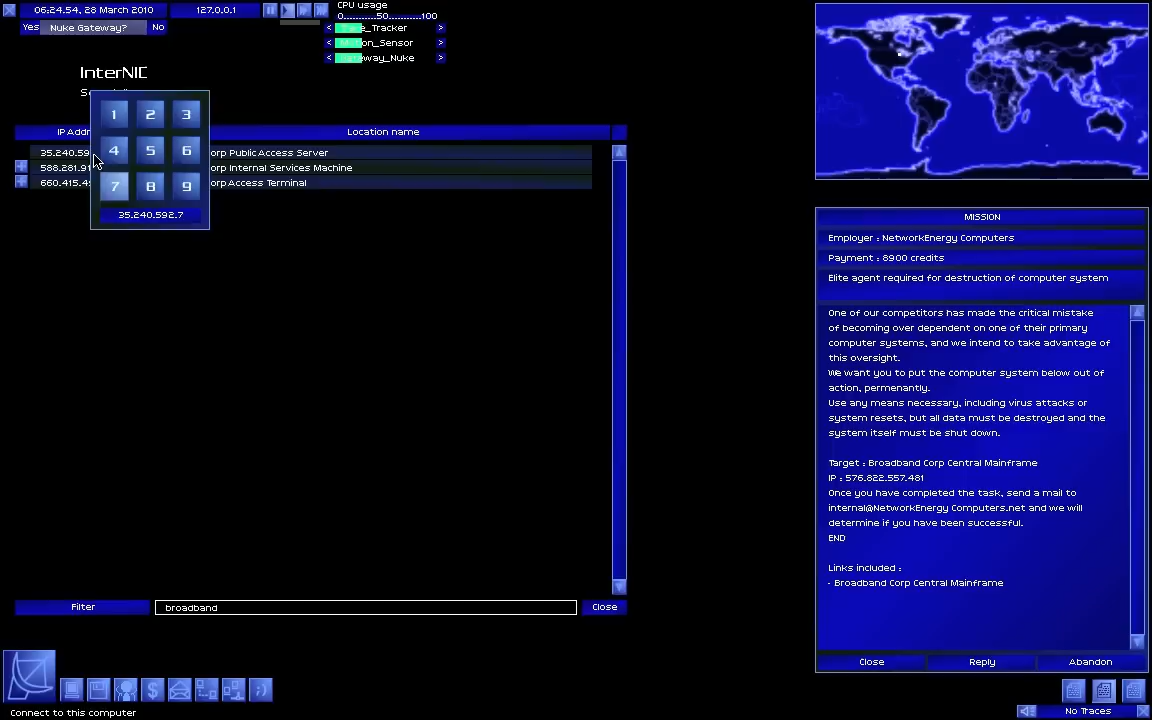 06:24.54, 28 March 2010
127.0.0.1
CPU usage
0......50......100
Yes Nuke Gateway? No
< _Tracker >
< on_Sensor >
< way_Nuke >
InterNIC
IP Addr
Location name
35.240.59
orp Public Access Server
588.281.91
orp Internal Services Machine
660.415.4
orp Access Terminal
1 2 3
4 5 6
7 8 9
35.240.592.7
Filter
broadband
Close
Connect to this computer
MISSION
Employer : NetworkEnergy Computers
Payment : 8900 credits
Elite agent required for destruction of computer system
One of our competitors has made the critical mistake
of becoming over dependent on one of their primary
computer systems, and we intend to take advantage of
this oversight.
We want you to put the computer system below out of
action, permenantly.
Use any means necessary, including virus attacks or
system resets, but all data must be destroyed and the
system itself must be shut down.
Target : Broadband Corp Central Mainframe
IP : 576.822.557.481
Once you have completed the task, send a mail to
internal@NetworkEnergy Computers.net and we will
determine if you have been successful.
END
Links included :
- Broadband Corp Central Mainframe
Close
Reply
Abandon
No Traces